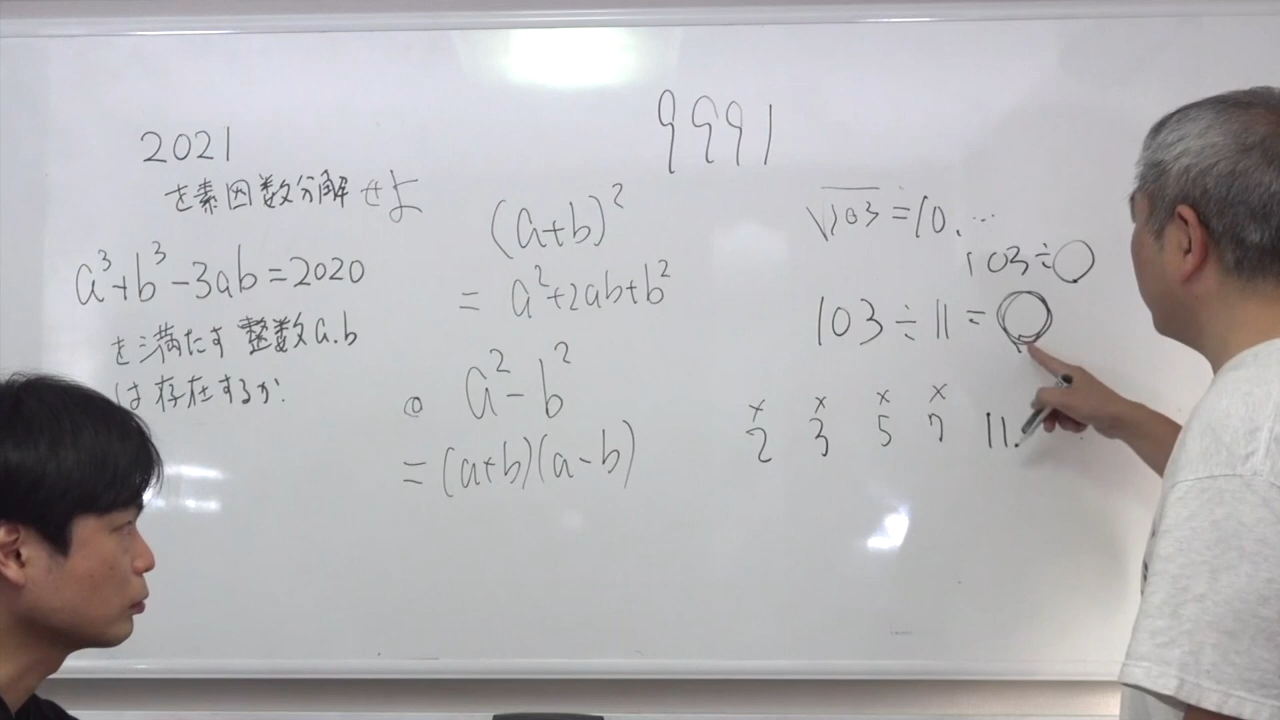 2021
を素因数分解せよ
a³+b³-3ab=2020
を満たす整数a.b
は存在するか.
(a+b)²
= a²+2ab+b²
◎ a²-b²
=(a+b)(a-b)
9991
√103≒10.…
103÷○
103÷11=○
× × × ×
2 3 5 7 11.